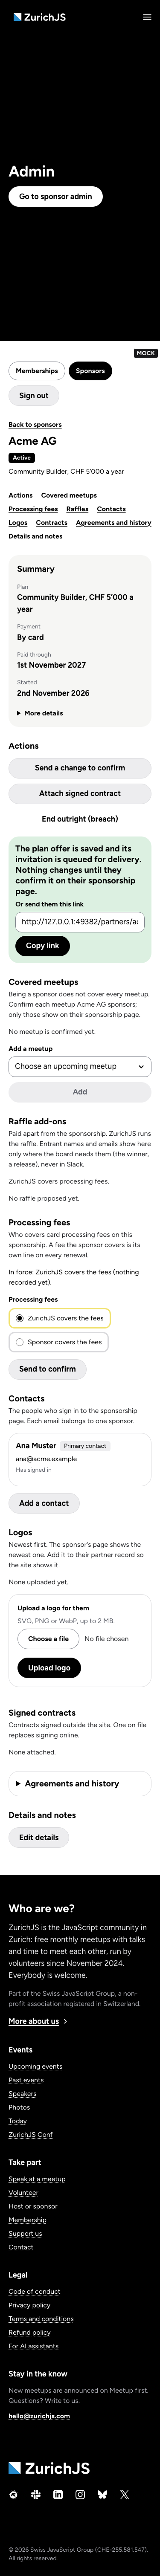 ZurichJS
Admin
Go to sponsor admin
MOCK
Memberships
Sponsors
Sign out
Back to sponsors
Acme AG
Active
Community Builder, CHF 5'000 a year
Actions Covered meetups
Processing fees Raffles Contacts
Logos Contracts Agreements and history
Details and notes
Summary
Plan
Community Builder, CHF 5'000 a
year
Payment
By card
Paid through
1st November 2027
Started
2nd November 2026
More details
Actions
Send a change to confirm
Attach signed contract
End outright (breach)
The plan offer is saved and its
invitation is queued for delivery.
Nothing changes until they
confirm it on their sponsorship
page.
Or send them this link
http://127.0.0.1:49382/partners/ac
Copy link
Covered meetups
Being a sponsor does not cover every meetup.
Confirm each meetup Acme AG sponsors;
only those show on their sponsorship page.
No meetup is confirmed yet.
Add a meetup
Choose an upcoming meetup
Add
Raffle add-ons
Paid apart from the sponsorship. ZurichJS runs
the raffle. Entrant names and emails show here
only where the board has read them (the winner,
a release), never in Slack.
ZurichJS covers processing fees.
No raffle proposed yet.
Processing fees
Who covers card processing fees on this
sponsorship. A fee the sponsor covers is its
own line on every renewal.
In force: ZurichJS covers the fees (nothing
recorded yet).
Processing fees
ZurichJS covers the fees
Sponsor covers the fees
Send to confirm
Contacts
The people who sign in to the sponsorship
page. Each email belongs to one sponsor.
Ana Muster Primary contact
ana@acme.example
Has signed in
Add a contact
Logos
Newest first. The sponsor's page shows the
newest one. Add it to their partner record so
the site shows it.
None uploaded yet.
Upload a logo for them
SVG, PNG or WebP, up to 2 MB.
Choose a file No file chosen
Upload logo
Signed contracts
Contracts signed outside the site. One on file
replaces signing online.
None attached.
Agreements and history
Details and notes
Edit details
Who are we?
ZurichJS is the JavaScript community in
Zurich: free monthly meetups with talks
and time to meet each other, run by
volunteers since November 2024.
Everybody is welcome.
Part of the Swiss JavaScript Group, a non-
profit association registered in Switzerland.
More about us
Events
Upcoming events
Past events
Speakers
Photos
Today
ZurichJS Conf
Take part
Speak at a meetup
Volunteer
Host or sponsor
Membership
Support us
Contact
Legal
Code of conduct
Privacy policy
Terms and conditions
Refund policy
For AI assistants
Stay in the know
New meetups are announced on Meetup first.
Questions? Write to us.
hello@zurichjs.com
ZurichJS
© 2026 Swiss JavaScript Group (CHE-255.581.547).
All rights reserved.